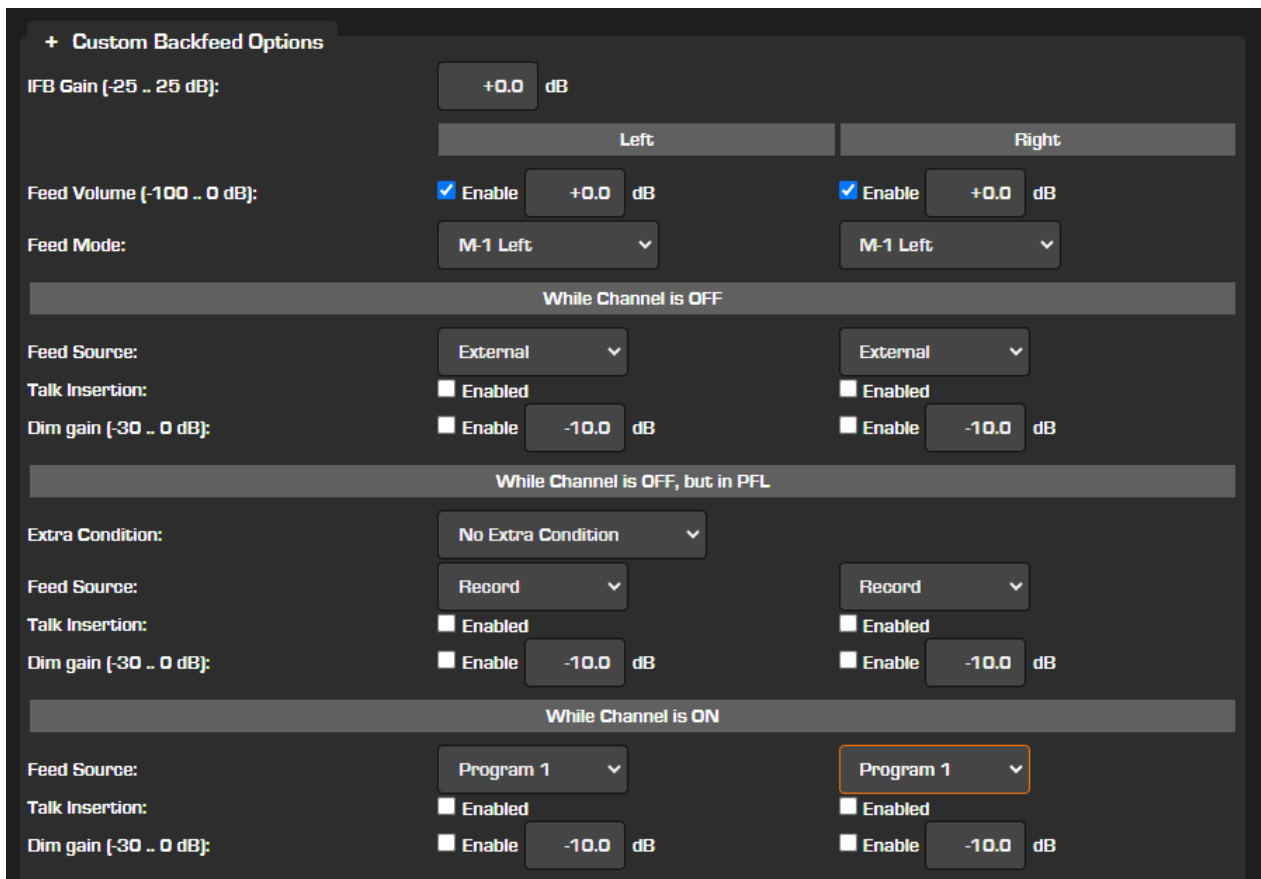 + Custom Backfeed Options
IFB Gain (-25 .. 25 dB): +0.0 dB
Left Right
Feed Volume (-100 .. 0 dB): Enable +0.0 dB Enable +0.0 dB
Feed Mode: M-1 Left M-1 Left
While Channel is OFF
Feed Source: External External
Talk Insertion: Enabled Enabled
Dim gain (-30 .. 0 dB): Enable -10.0 dB Enable -10.0 dB
While Channel is OFF, but in PFL
Extra Condition: No Extra Condition
Feed Source: Record Record
Talk Insertion: Enabled Enabled
Dim gain (-30 .. 0 dB): Enable -10.0 dB Enable -10.0 dB
While Channel is ON
Feed Source: Program 1 Program 1
Talk Insertion: Enabled Enabled
Dim gain (-30 .. 0 dB): Enable -10.0 dB Enable -10.0 dB